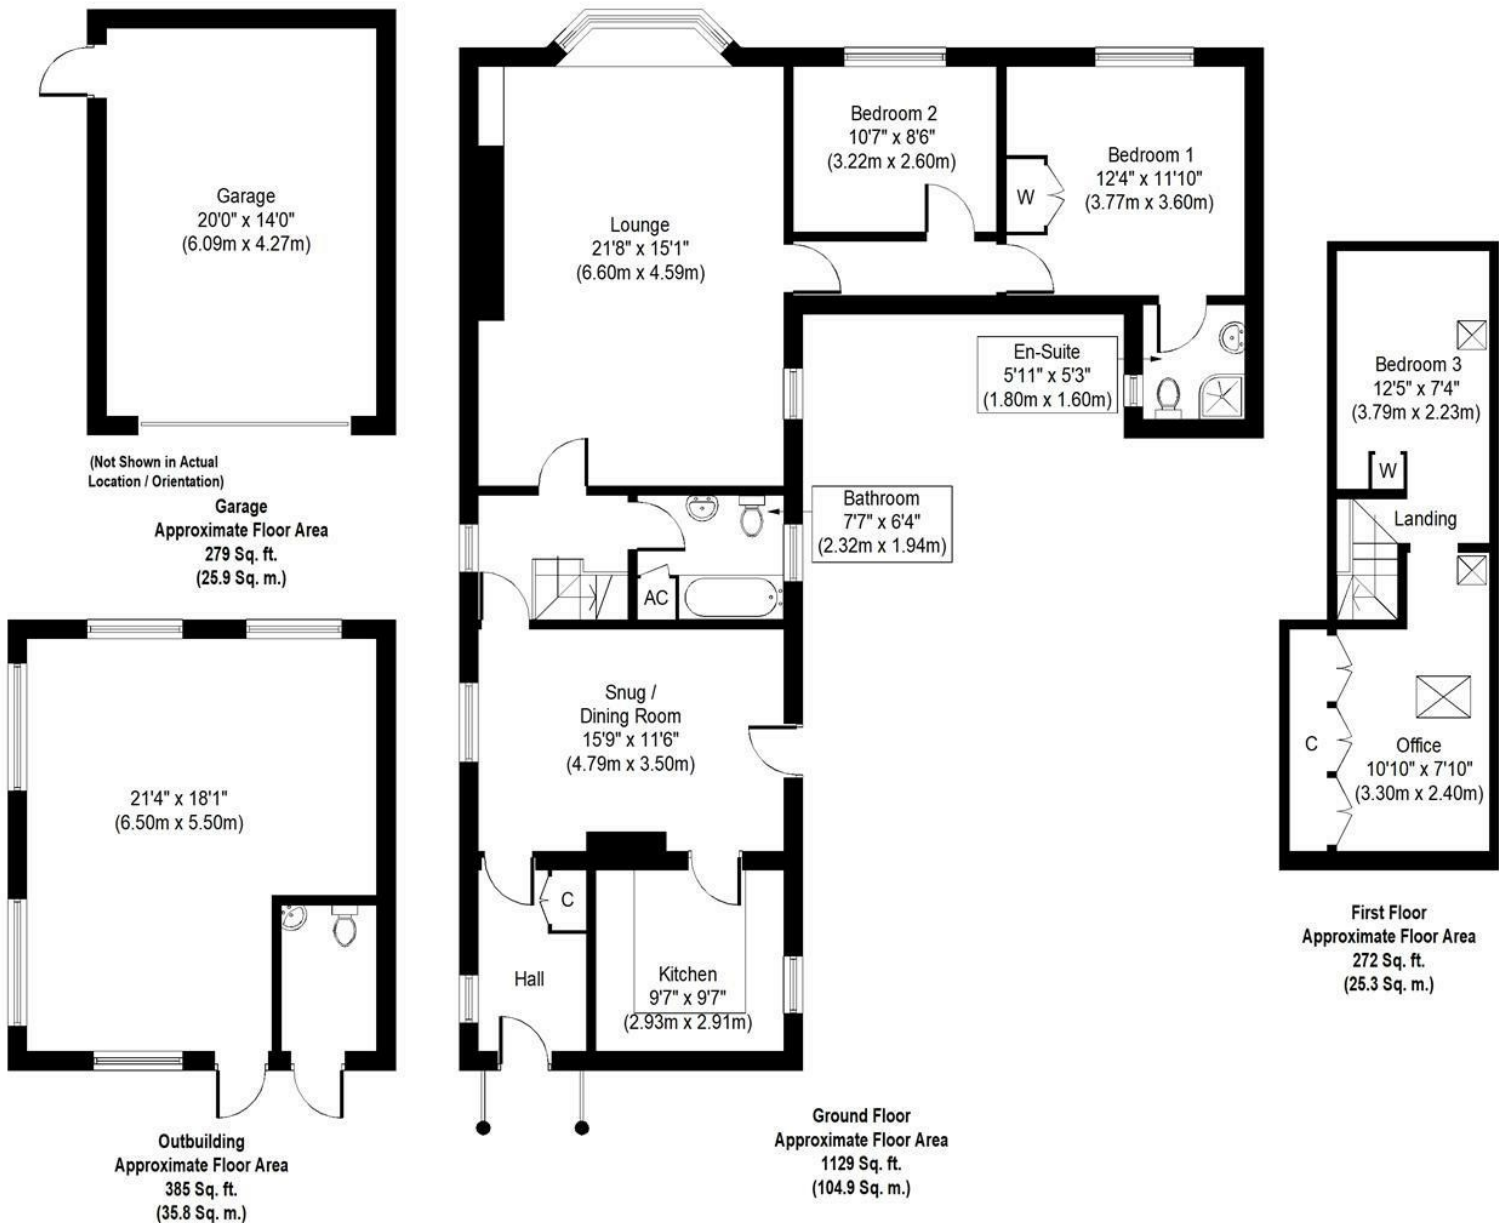 Garage
20'0" x 14'0"
(6.09m x 4.27m)
(Not Shown in Actual
Location / Orientation)
Garage
Approximate Floor Area
279 Sq. ft.
(25.9 Sq. m.)
21'4" x 18'1"
(6.50m x 5.50m)
Outbuilding
Approximate Floor Area
385 Sq. ft.
(35.8 Sq. m.)
Lounge
21'8" x 15'1"
(6.60m x 4.59m)
Bedroom 2
10'7" x 8'6"
(3.22m x 2.60m)
Bedroom 1
12'4" x 11'10"
(3.77m x 3.60m)
W
En-Suite
5'11" x 5'3"
(1.80m x 1.60m)
Bathroom
7'7" x 6'4"
(2.32m x 1.94m)
AC
Snug /
Dining Room
15'9" x 11'6"
(4.79m x 3.50m)
C
Hall
Kitchen
9'7" x 9'7"
(2.93m x 2.91m)
Ground Floor
Approximate Floor Area
1129 Sq. ft.
(104.9 Sq. m.)
Bedroom 3
12'5" x 7'4"
(3.79m x 2.23m)
W
Landing
C
Office
10'10" x 7'10"
(3.30m x 2.40m)
First Floor
Approximate Floor Area
272 Sq. ft.
(25.3 Sq. m.)